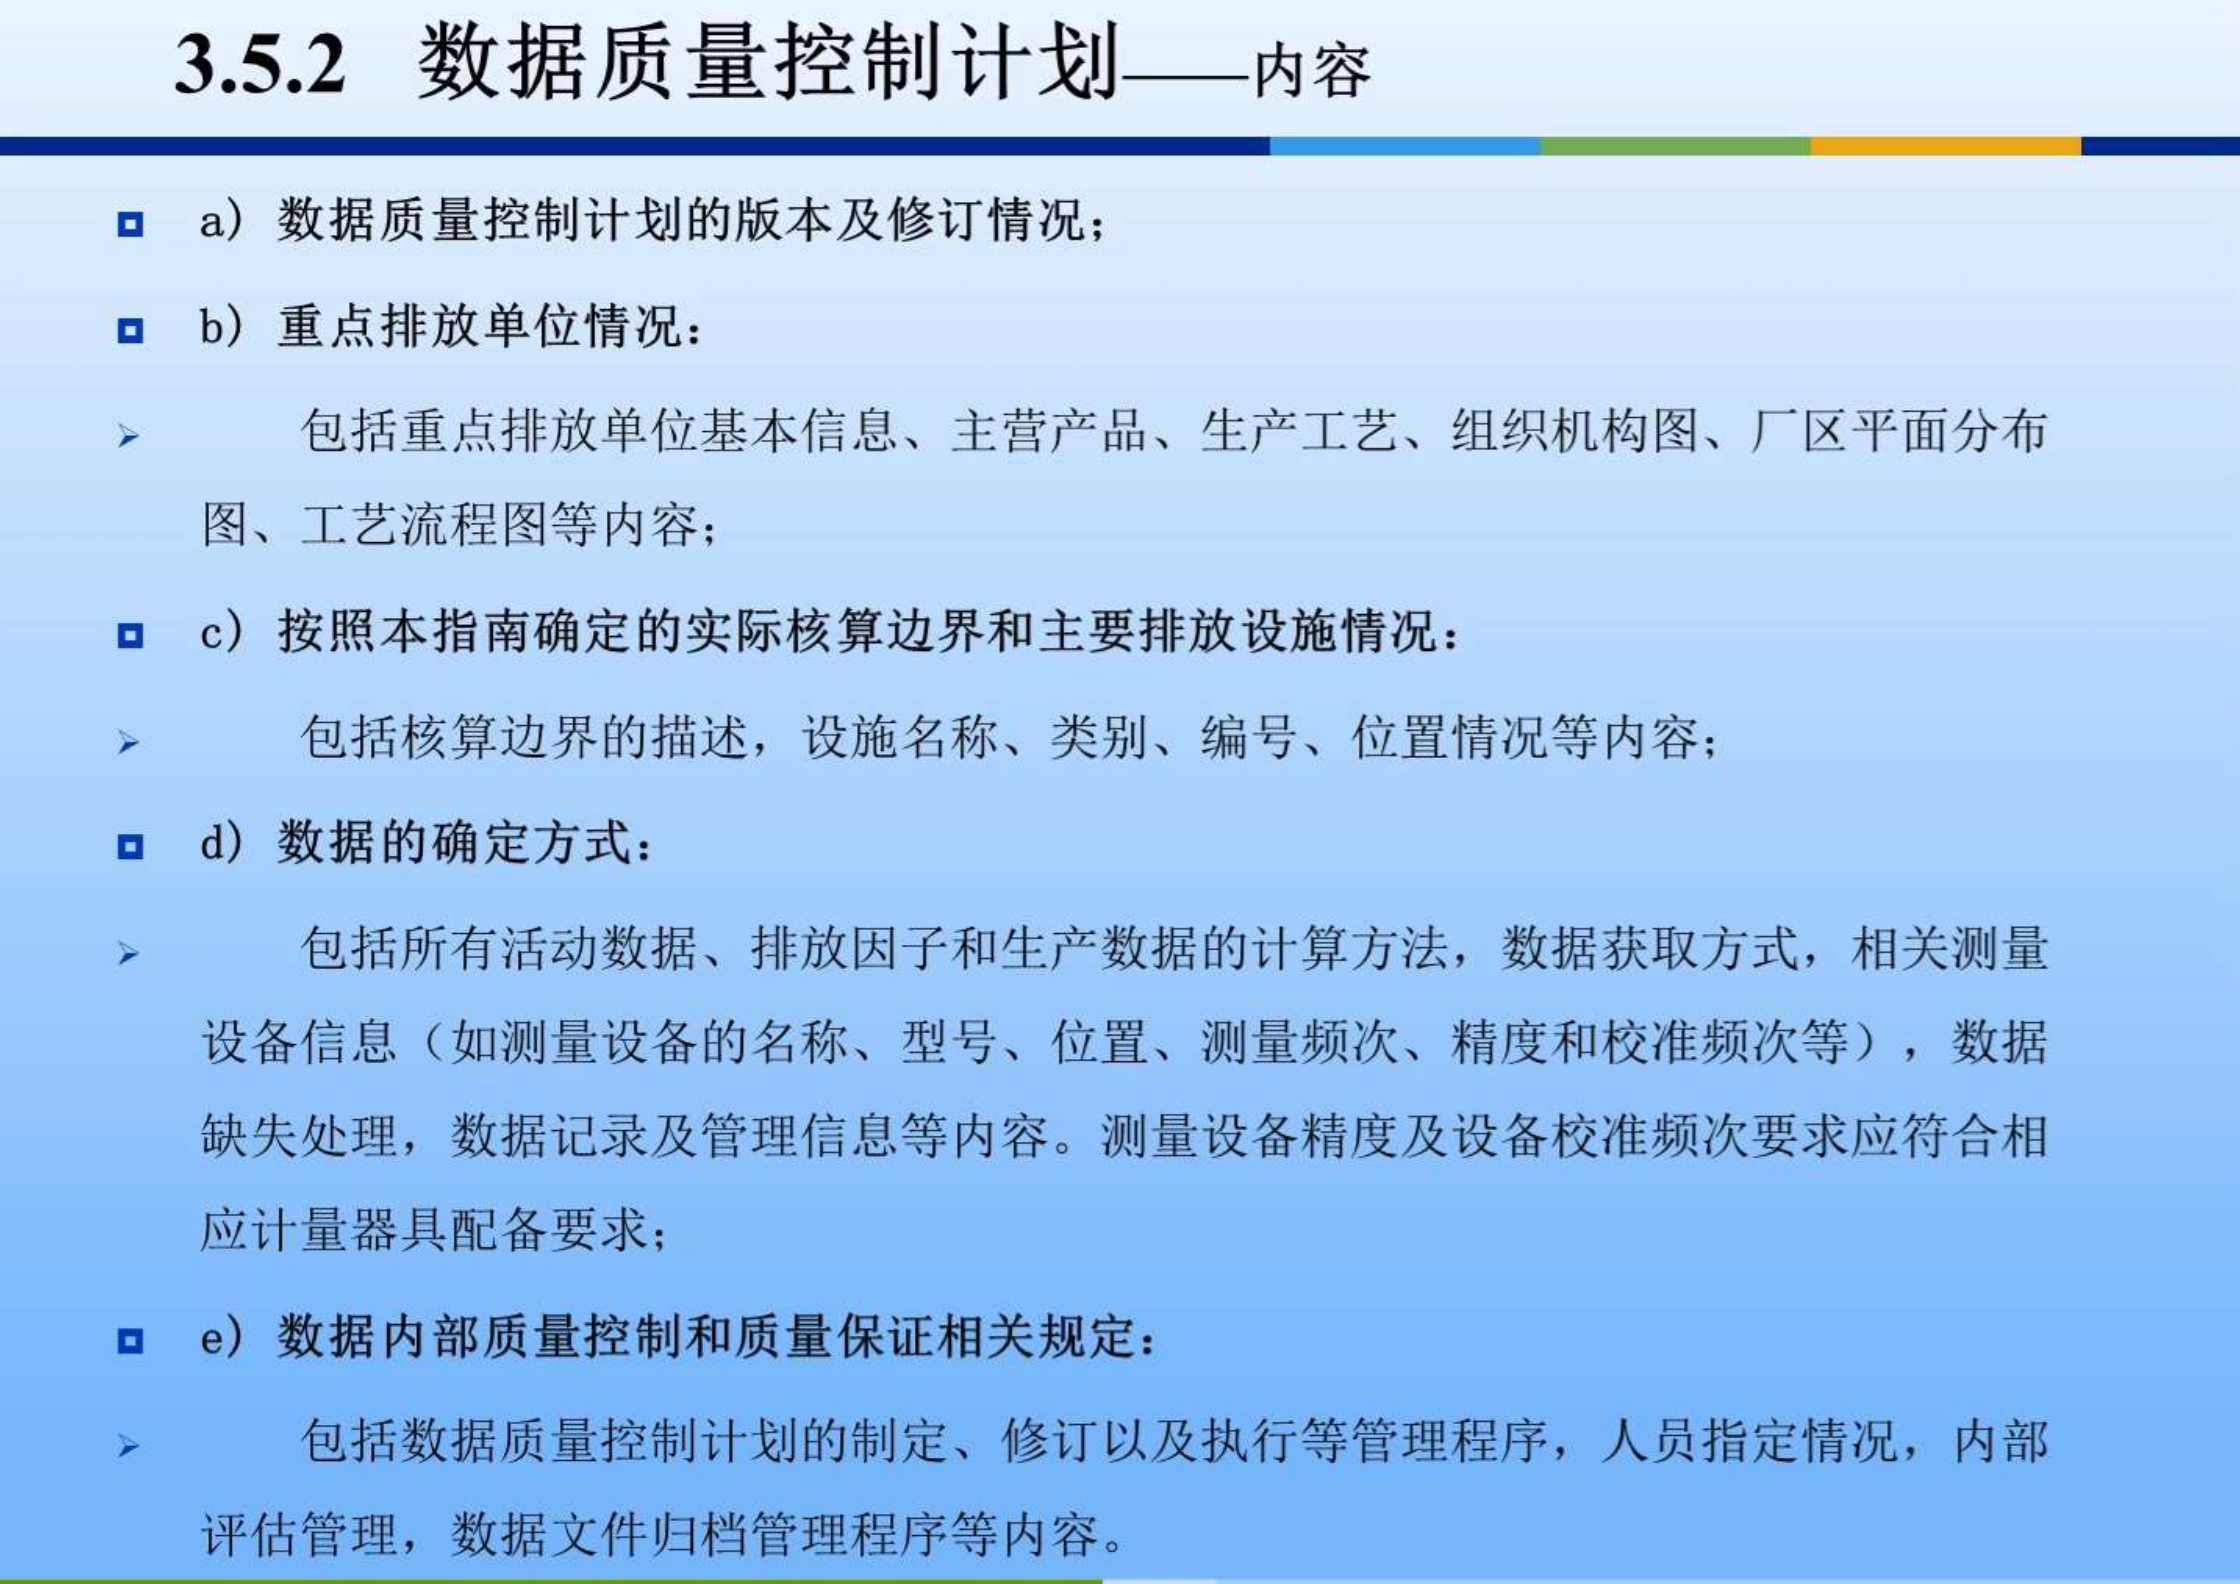 3.5.2 数据质量控制计划——内容
a) 数据质量控制计划的版本及修订情况;
b) 重点排放单位情况:
包括重点排放单位基本信息、主营产品、生产工艺、组织机构图、厂区平面分布
图、工艺流程图等内容;
c) 按照本指南确定的实际核算边界和主要排放设施情况:
包括核算边界的描述，设施名称、类别、编号、位置情况等内容;
d) 数据的确定方式:
包括所有活动数据、排放因子和生产数据的计算方法，数据获取方式，相关测量
设备信息（如测量设备的名称、型号、位置、测量频次、精度和校准频次等），数据
缺失处理，数据记录及管理信息等内容。测量设备精度及设备校准频次要求应符合相
应计量器具配备要求;
e) 数据内部质量控制和质量保证相关规定:
包括数据质量控制计划的制定、修订以及执行等管理程序，人员指定情况，内部
评估管理，数据文件归档管理程序等内容。